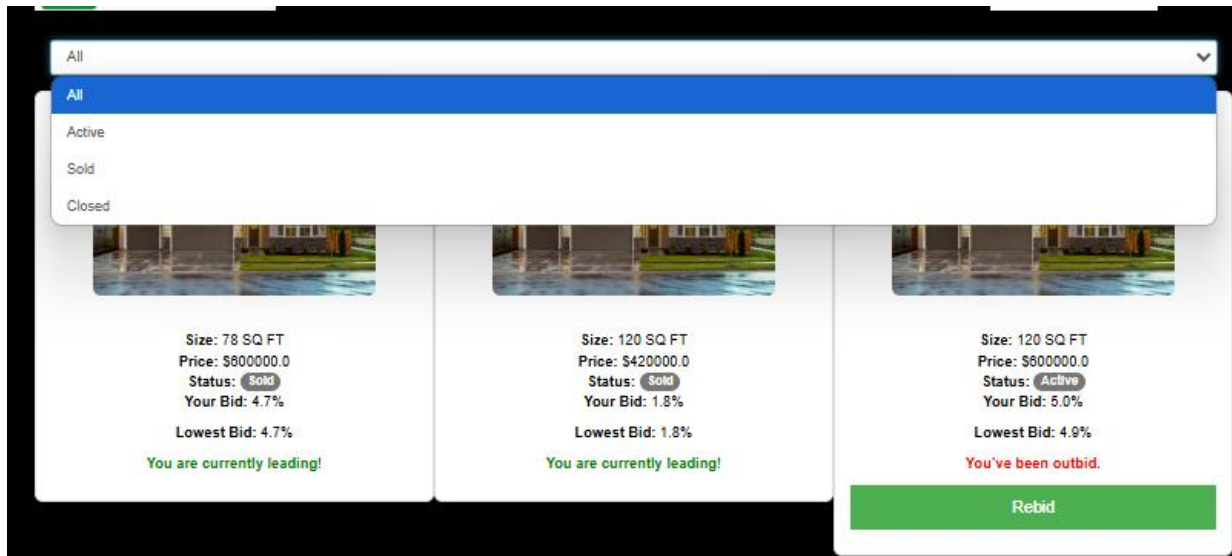 All
All
Active
Sold
Closed
Size: 78 SQ FT
Price: $600000.0
Status: Sold
Your Bid: 4.7%
Lowest Bid: 4.7%
You are currently leading!
Size: 120 SQ FT
Price: $420000.0
Status: Sold
Your Bid: 1.8%
Lowest Bid: 1.8%
You are currently leading!
Size: 120 SQ FT
Price: $600000.0
Status: Active
Your Bid: 5.0%
Lowest Bid: 4.9%
You've been outbid.
Rebid